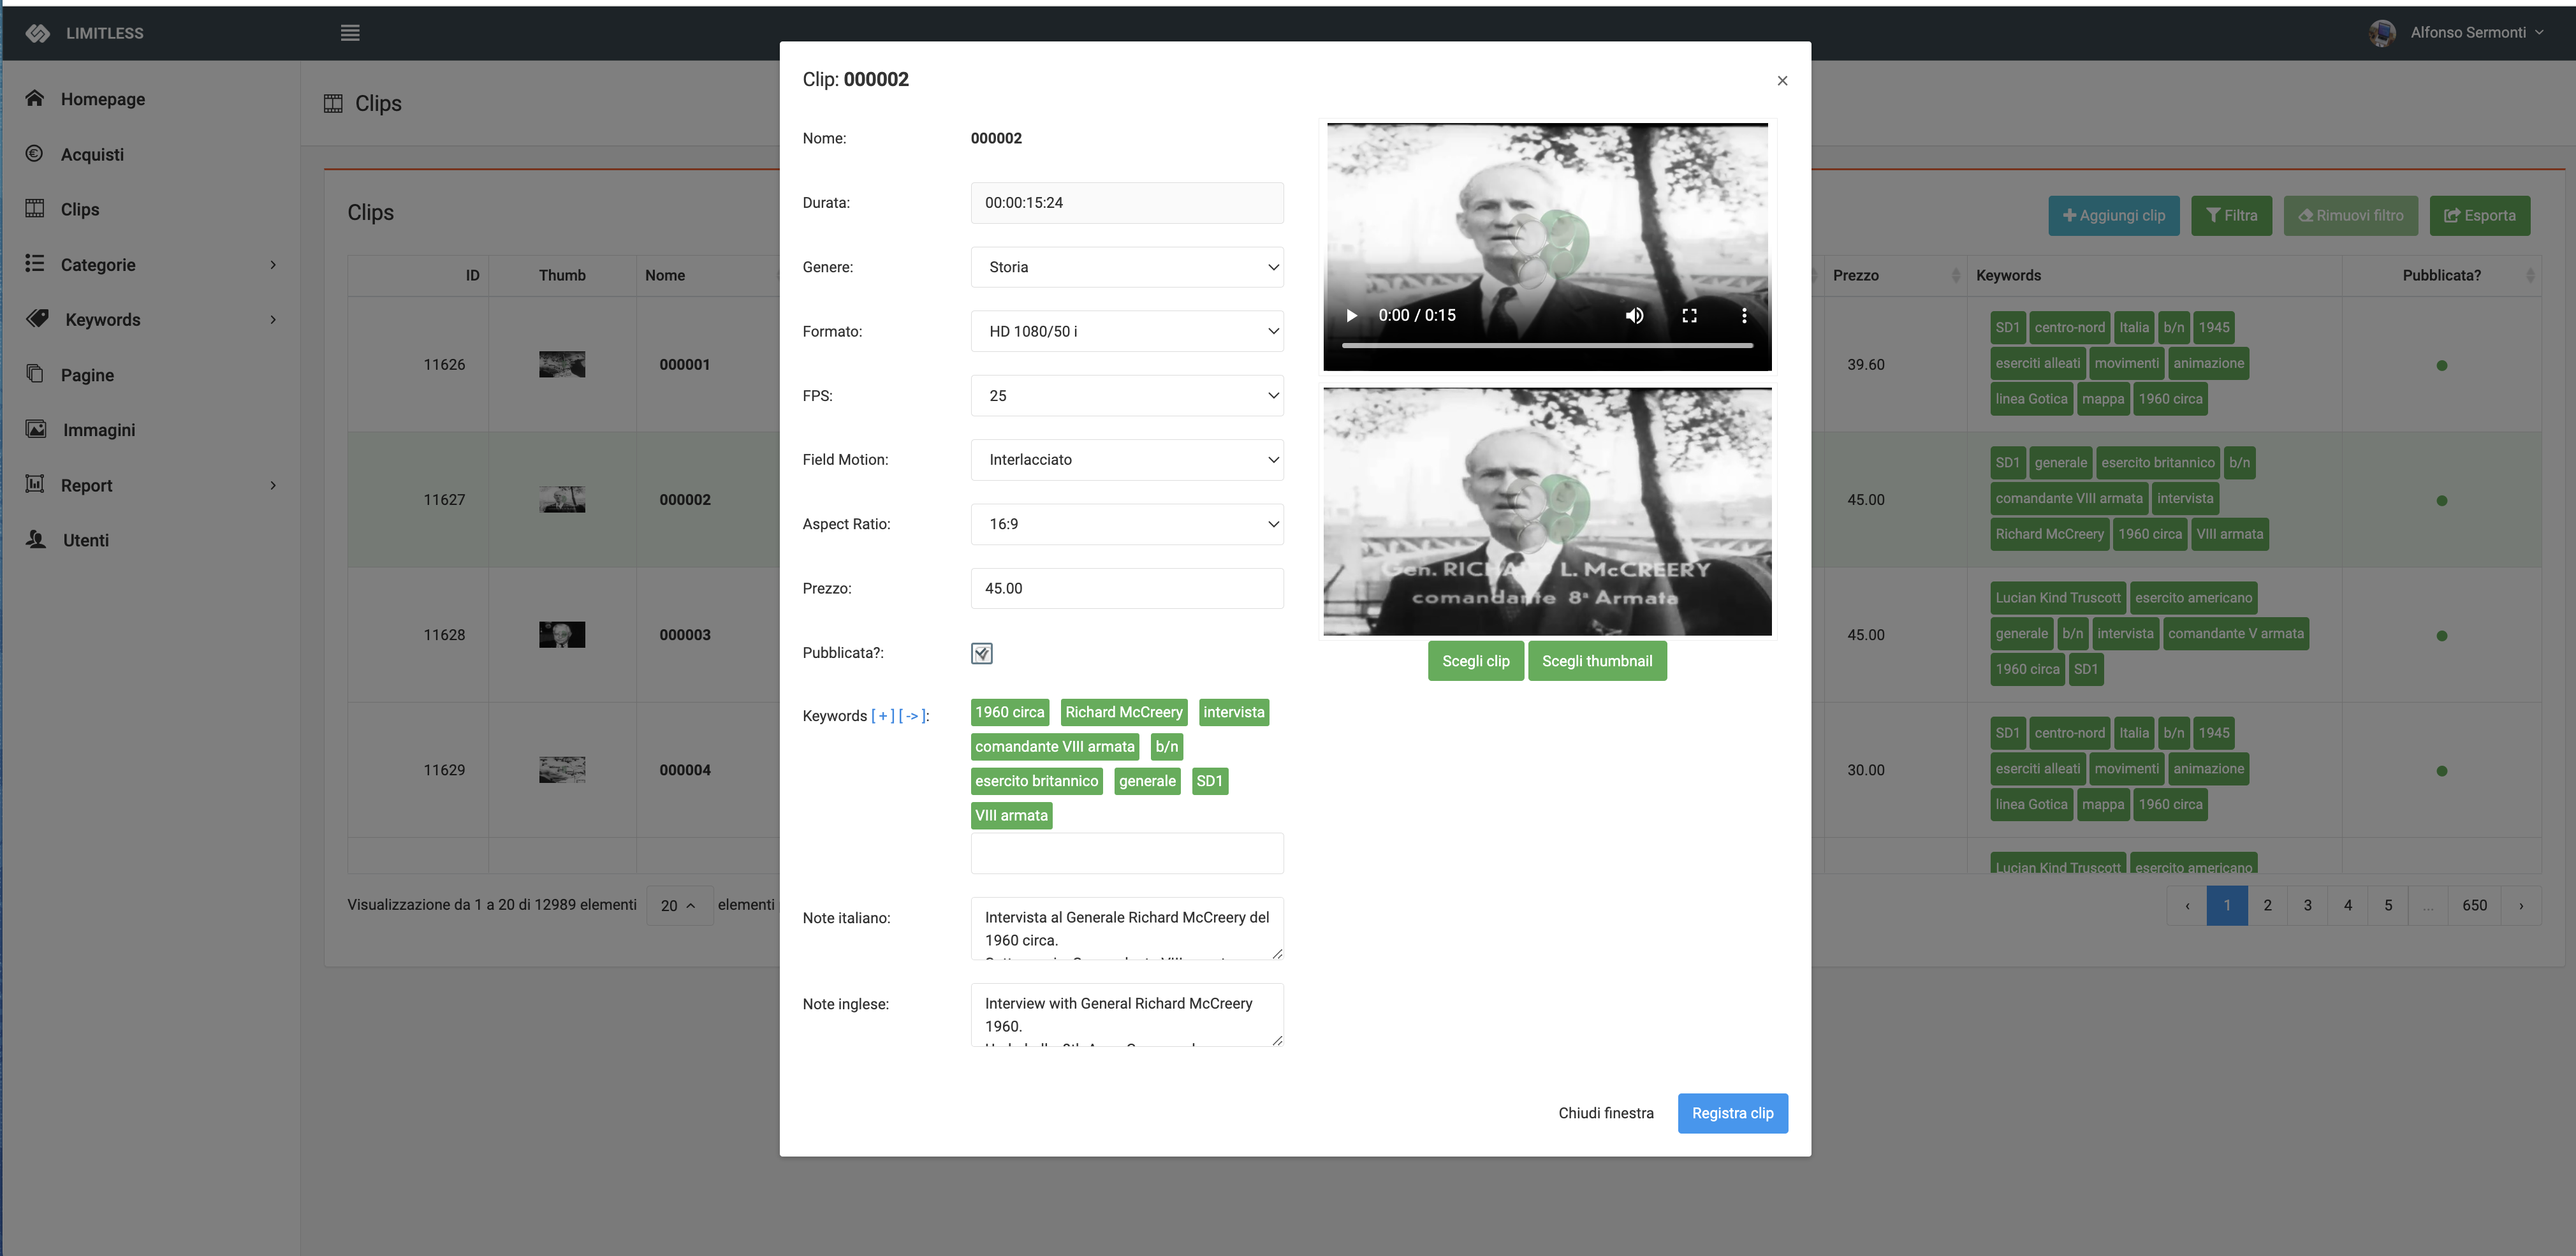 LIMITLESS
Alfonso Sermonti
Homepage
Acquisti
Clips
Categorie
Keywords
Pagine
Immagini
Report
Utenti
Clips
Clips
Aggiungi clip
Filtra
Rimuovi filtro
Esporta
ID Thumb Nome
Prezzo Keywords Pubblicata?
11626 000001
39.60
SD1 centro-nord Italia b/n 1945
eserciti alleati movimenti animazione
linea Gotica mappa 1960 circa
11627 000002
45.00
SD1 generale esercito britannico b/n
comandante VIII armata intervista
Richard McCreery 1960 circa VIII armata
11628 000003
45.00
Lucian Kind Truscott esercito americano
generale b/n intervista comandante V armata
1960 circa SD1
11629 000004
30.00
SD1 centro-nord Italia b/n 1945
eserciti alleati movimenti animazione
linea Gotica mappa 1960 circa
Lucian Kind Truscott esercito americano
Visualizzazione da 1 a 20 di 12989 elementi 20 elementi
‹ 1 2 3 4 5 ... 650 ›
Clip: 000002
×
Nome: 000002
Durata: 00:00:15:24
Genere: Storia
Formato: HD 1080/50 i
FPS: 25
Field Motion: Interlacciato
Aspect Ratio: 16:9
Prezzo: 45.00
Pubblicata?:
Keywords [ + ] [ -> ]:
1960 circa Richard McCreery intervista
comandante VIII armata b/n
esercito britannico generale SD1
VIII armata
Note italiano: Intervista al Generale Richard McCreery del
1960 circa.
Note inglese: Interview with General Richard McCreery
1960.
0:00 / 0:15
Gen. RICHARD L. McCREERY
comandante 8ª Armata
Scegli clip Scegli thumbnail
Chiudi finestra Registra clip